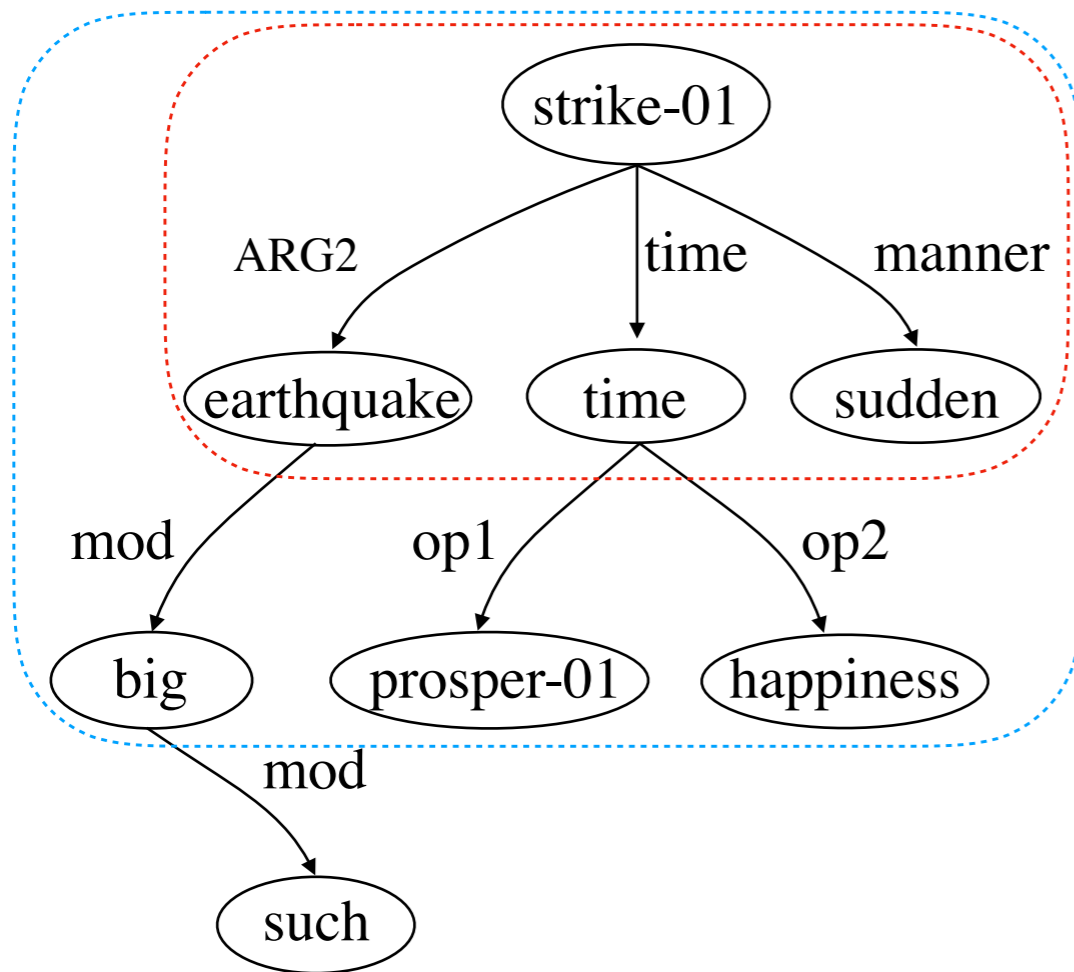 strike-01
ARG2 time manner
earthquake time sudden
mod op1 op2
big prosper-01 happiness
mod
such